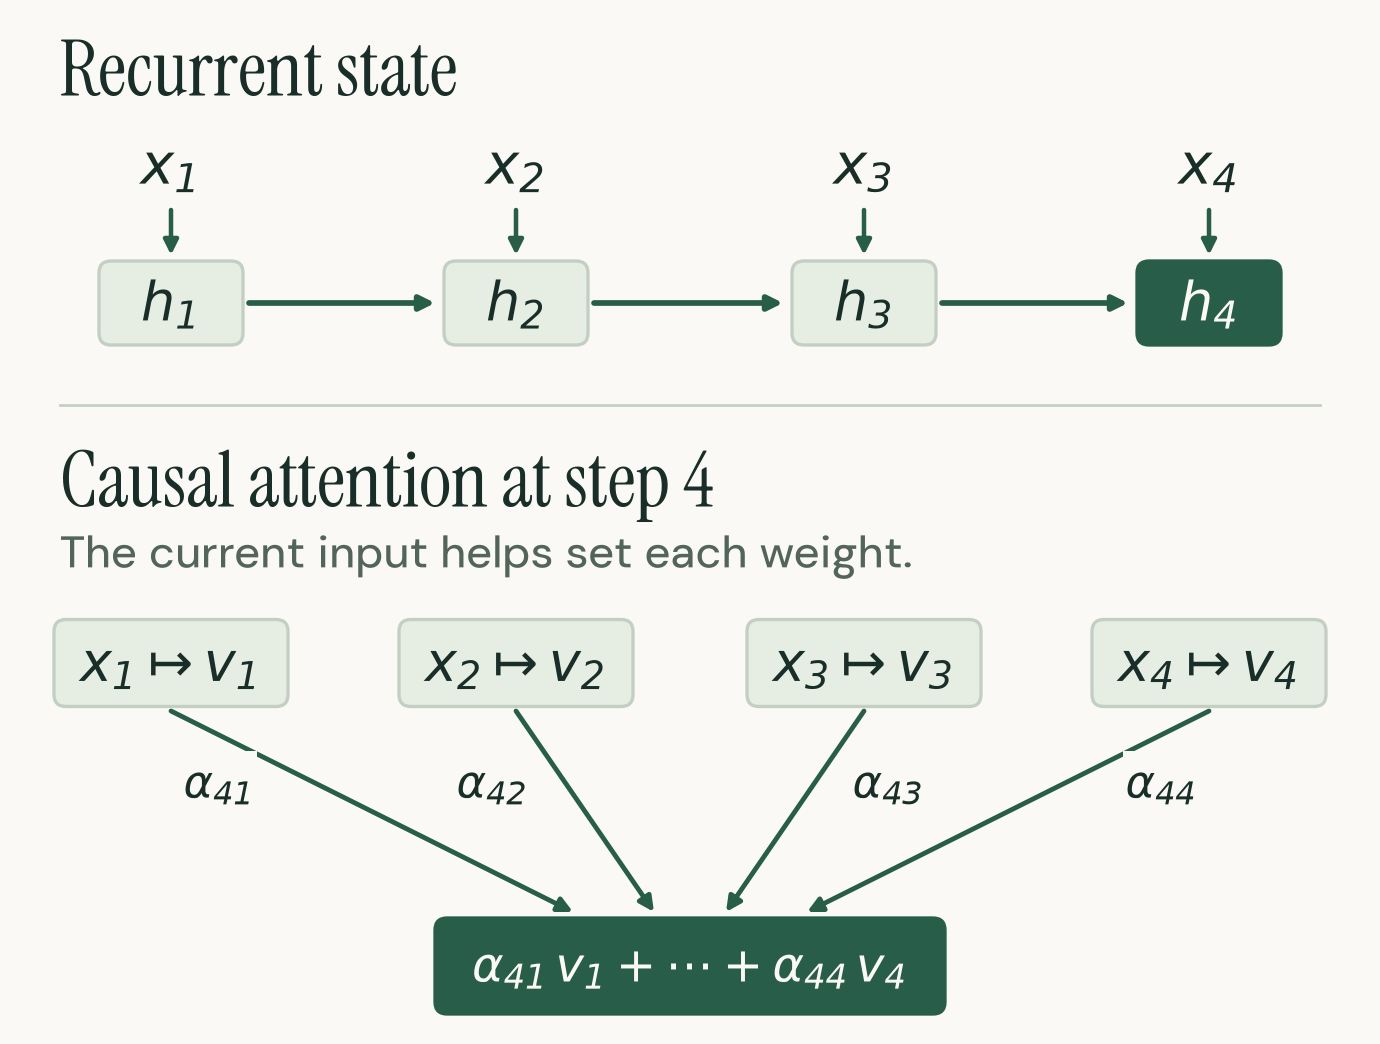 Recurrent state
x₁ x₂ x₃ x₄
h₁ h₂ h₃ h₄
Causal attention at step 4
The current input helps set each weight.
x₁ ↦ v₁ x₂ ↦ v₂ x₃ ↦ v₃ x₄ ↦ v₄
α₄₁ α₄₂ α₄₃ α₄₄
α₄₁ v₁ + ⋯ + α₄₄ v₄